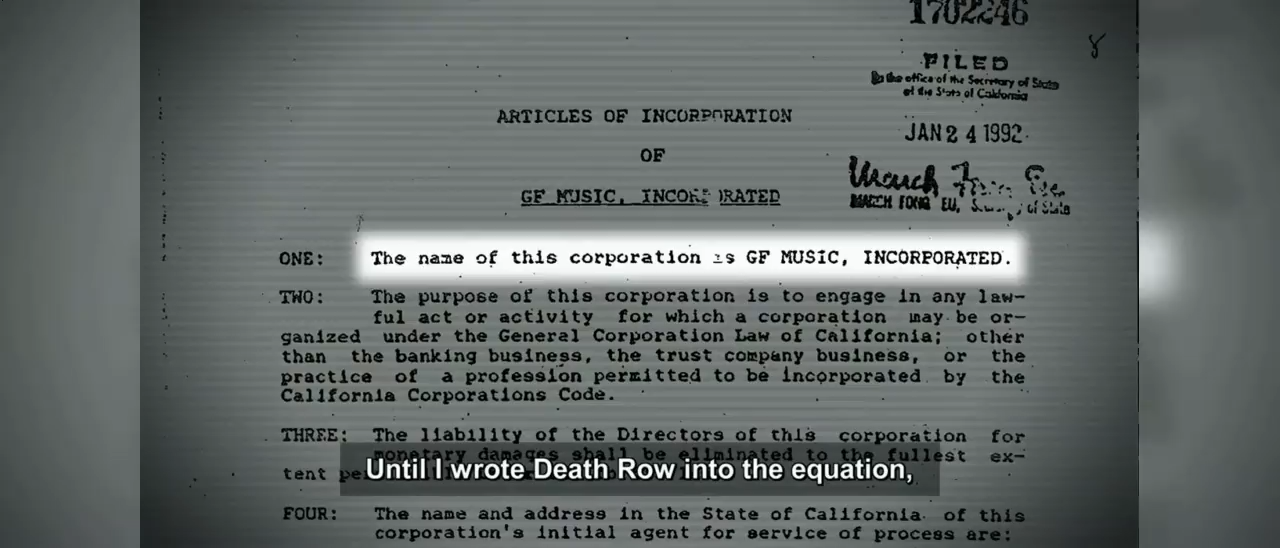 1702246
FILED
In the office of the Secretary of State
of the State of California
JAN 24 1992
ARTICLES OF INCORPORATION
OF
March Fong Eu
MARCH FONG EU, Secretary of State
GF MUSIC, INCORPORATED
ONE: The name of this corporation is GF MUSIC, INCORPORATED.
TWO: The purpose of this corporation is to engage in any law-
ful act or activity for which a corporation may be or-
ganized under the General Corporation Law of California; other
than the banking business, the trust company business, or the
practice of a profession permitted to be incorporated by the
California Corporations Code.
THREE: The liability of the Directors of this corporation for
monetary damages shall be eliminated to the fullest ex-
tent
Until I wrote Death Row into the equation,
FOUR: The name and address in the State of California of this
corporation's initial agent for service of process are: